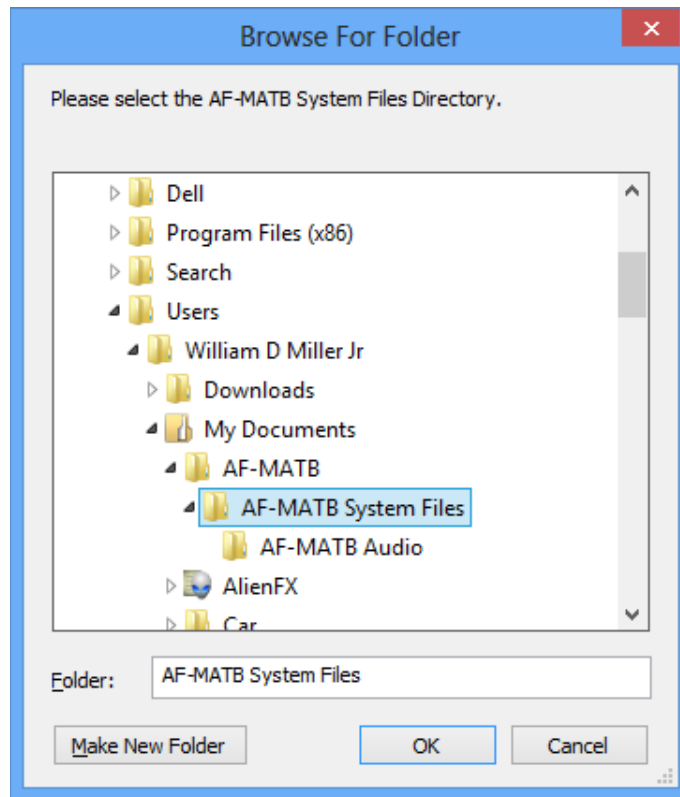 Browse For Folder
Please select the AF-MATB System Files Directory.
Dell
Program Files (x86)
Search
Users
William D Miller Jr
Downloads
My Documents
AF-MATB
AF-MATB System Files
AF-MATB Audio
AlienFX
Car
Folder: AF-MATB System Files
Make New Folder OK Cancel